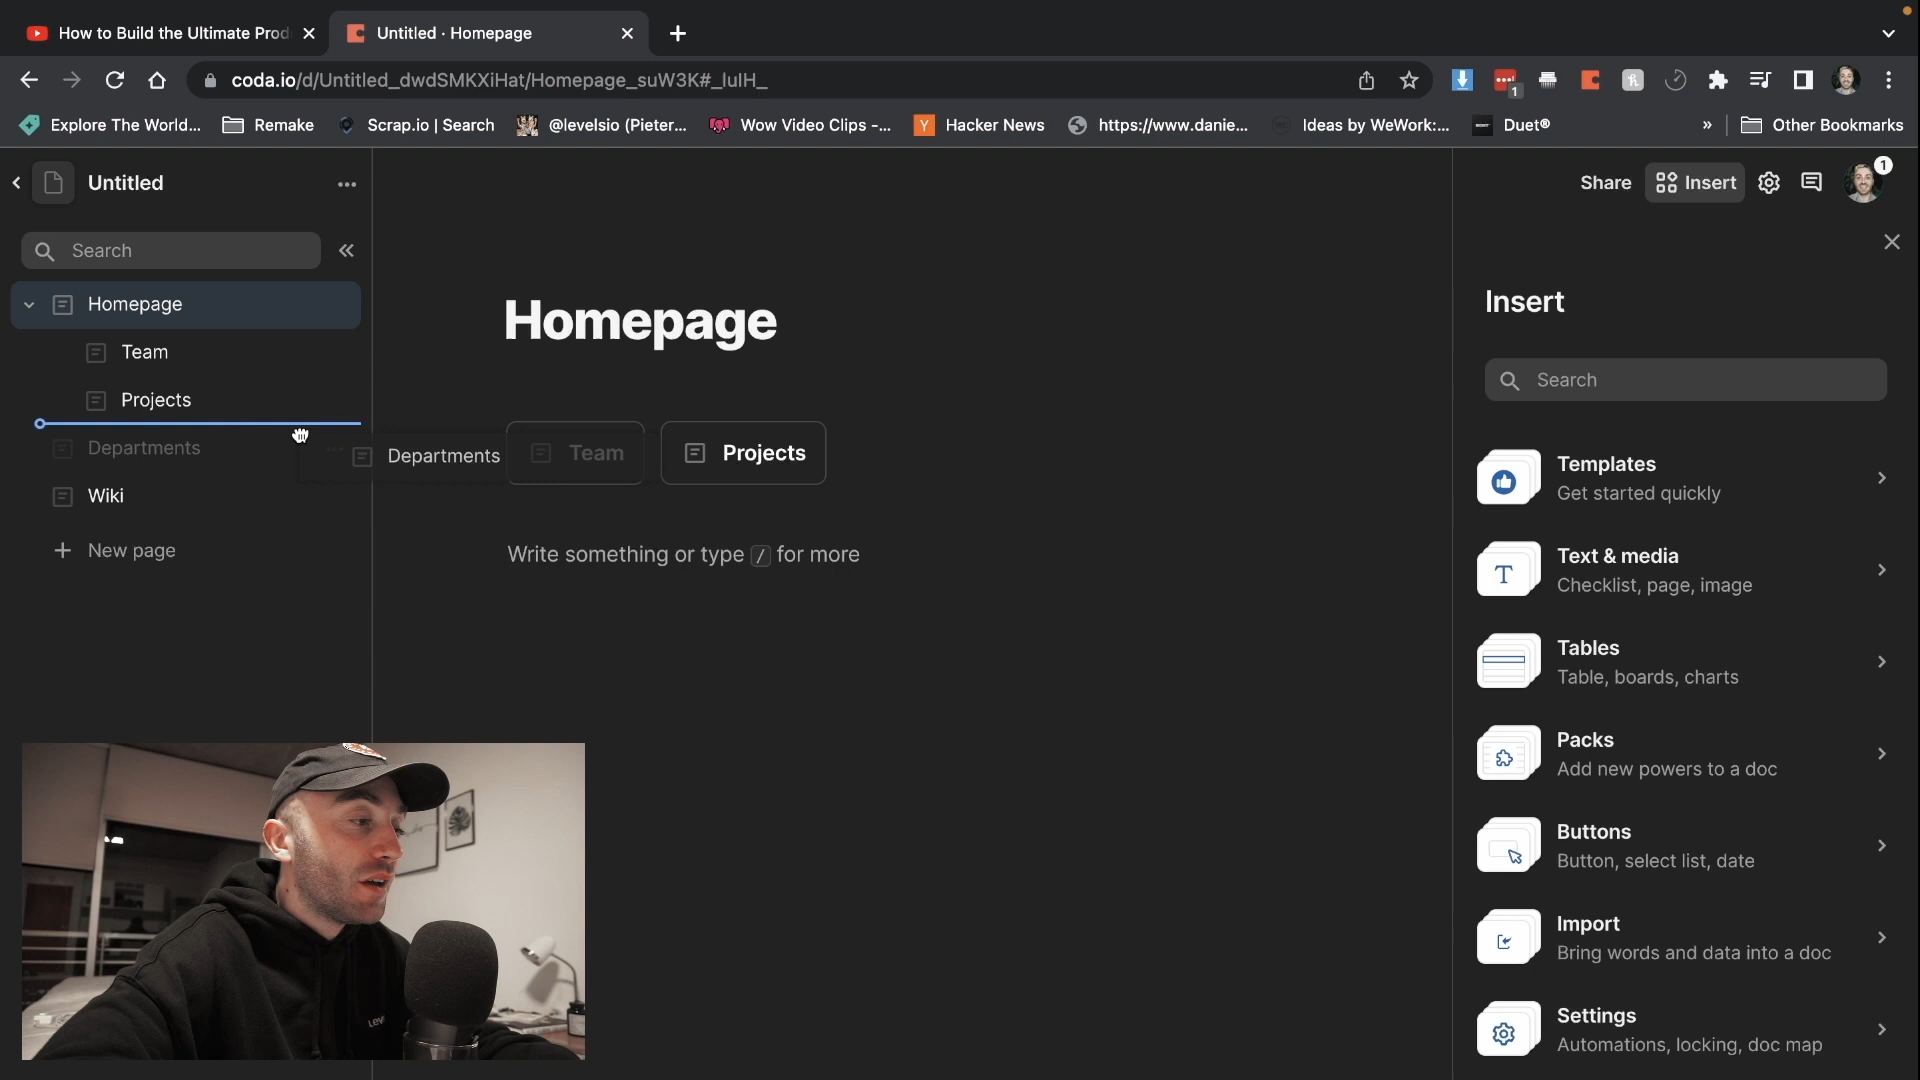 How to Build the Ultimate Prod
Untitled · Homepage
coda.io/d/Untitled_dwdSMKXiHat/Homepage_suW3K#_luIH_
1
Explore The World...
Remake
Scrap.io | Search
@levelsio (Pieter...
Wow Video Clips -...
Hacker News
https://www.danie...
Ideas by WeWork:...
Duet®
»
Other Bookmarks
Untitled
Share
Insert
1
Search
Homepage
Team
Projects
Departments
Wiki
New page
Homepage
Departments
Team
Projects
Write something or type / for more
Insert
Search
Templates
Get started quickly
Text & media
Checklist, page, image
Tables
Table, boards, charts
Packs
Add new powers to a doc
Buttons
Button, select list, date
Import
Bring words and data into a doc
Settings
Automations, locking, doc map